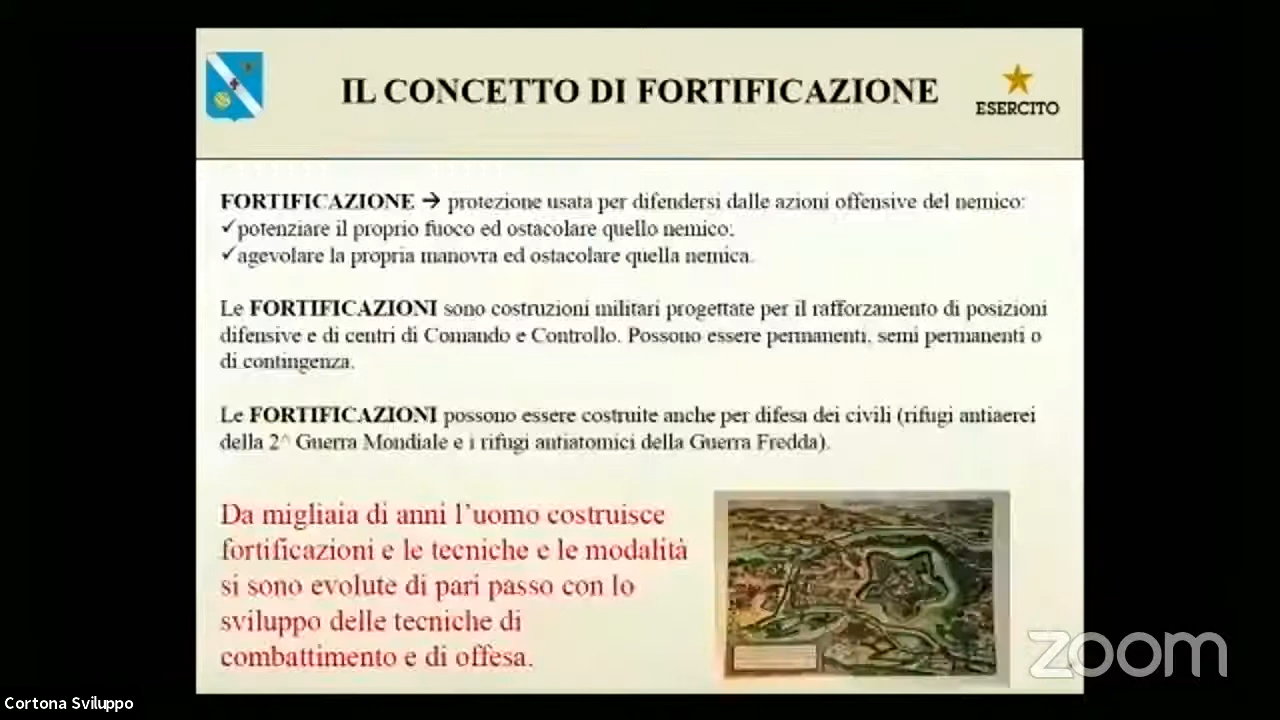 IL CONCETTO DI FORTIFICAZIONE
ESERCITO
FORTIFICAZIONE → protezione usata per difendersi dalle azioni offensive del nemico:
✓potenziare il proprio fuoco ed ostacolare quello nemico;
✓agevolare la propria manovra ed ostacolare quella nemica.
Le FORTIFICAZIONI sono costruzioni militari progettate per il rafforzamento di posizioni
difensive e di centri di Comando e Controllo. Possono essere permanenti, semi permanenti o
di contingenza.
Le FORTIFICAZIONI possono essere costruite anche per difesa dei civili (rifugi antiaerei
della 2^ Guerra Mondiale e i rifugi antiatomici della Guerra Fredda).
Da migliaia di anni l'uomo costruisce
fortificazioni e le tecniche e le modalità
si sono evolute di pari passo con lo
sviluppo delle tecniche di
combattimento e di offesa.
zoom
Cortona Sviluppo